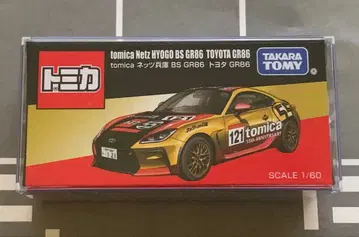 トミカ
tomica Netz HYOGO BS GR86 TOYOTA GR86
tomica ネッツ兵庫 BS GR86 トヨタ GR86
TAKARA
TOMY
121
tomica
SCALE 1/60